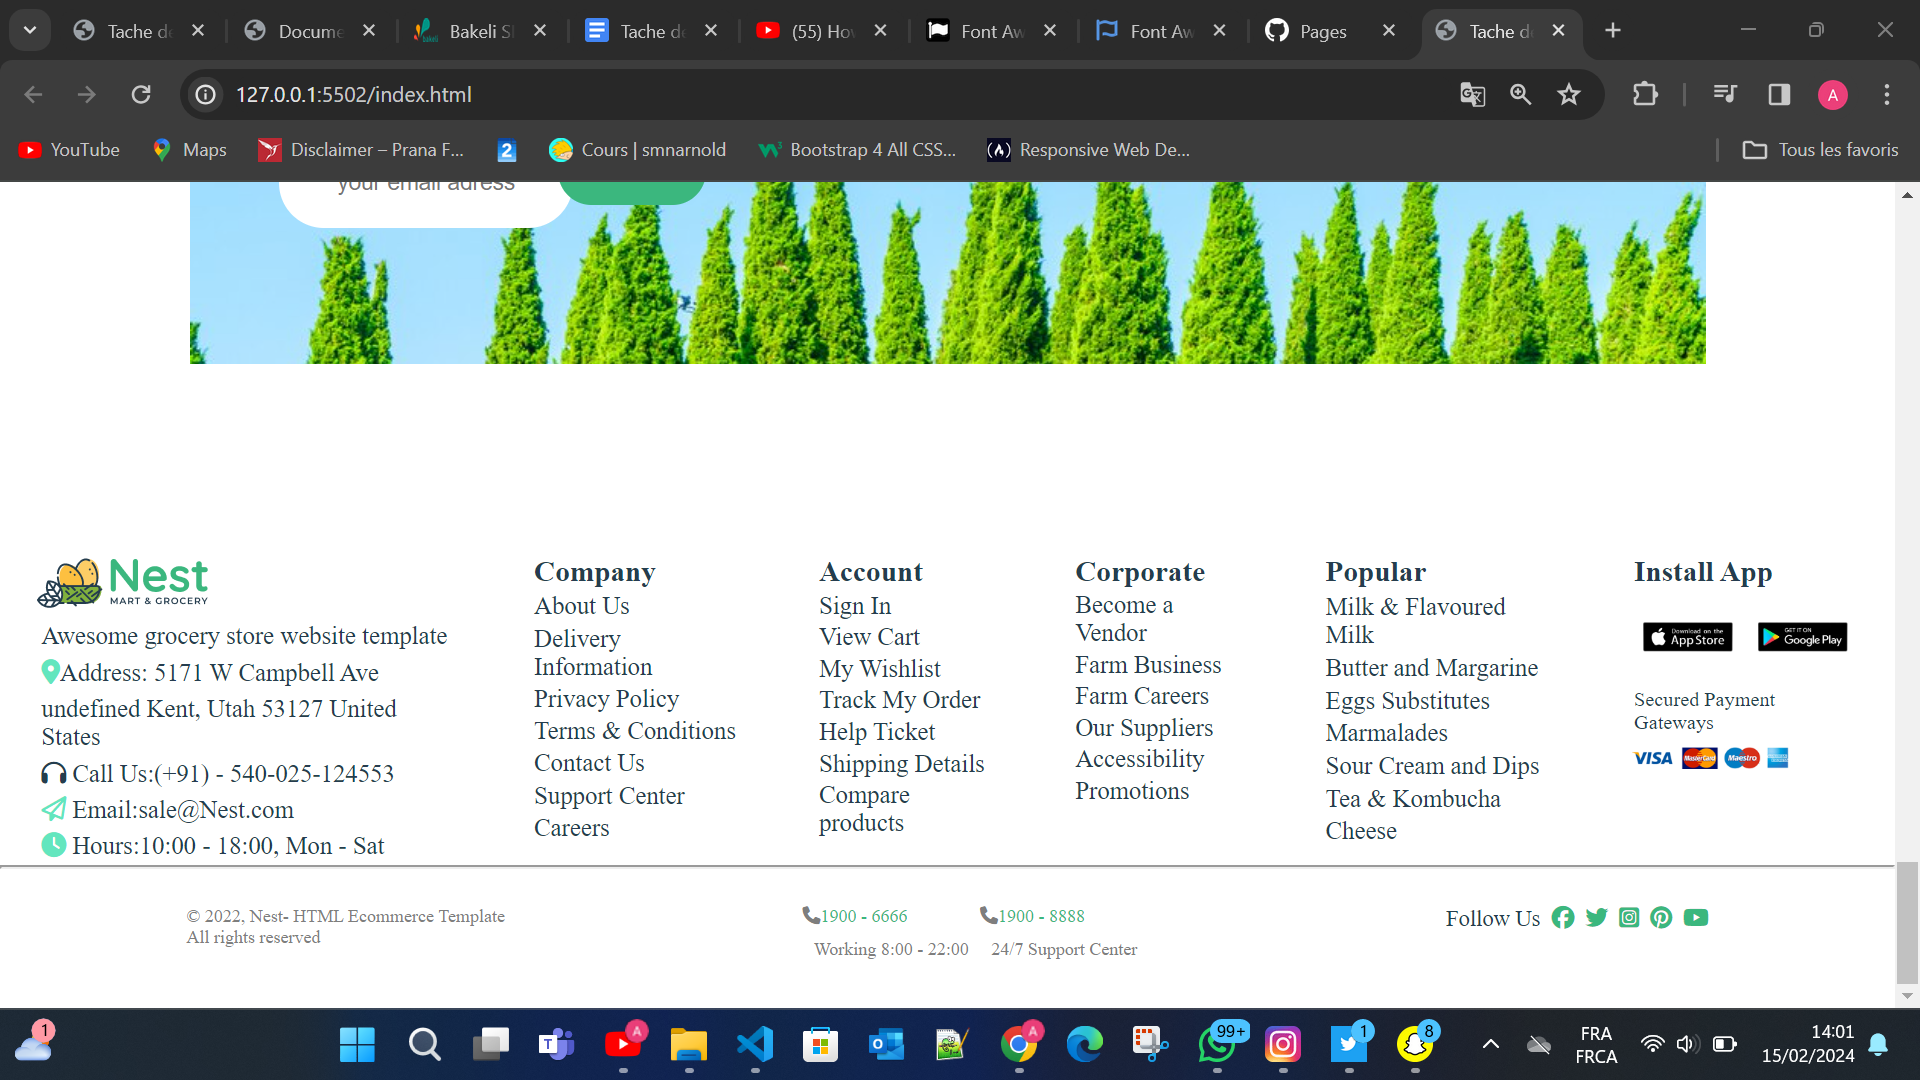 Tache d
Docume
Bakeli S
Tache d
(55) Ho
Font Aw
Font Aw
Pages
Tache d
127.0.0.1:5502/index.html
A
YouTube
Maps
Disclaimer – Prana F...
2
Cours | smnarnold
Bootstrap 4 All CSS...
Responsive Web De...
Tous les favoris
your email adress
Nest
MART & GROCERY
Awesome grocery store website template
Address: 5171 W Campbell Ave
undefined Kent, Utah 53127 United
States
Call Us:(+91) - 540-025-124553
Email:sale@Nest.com
Hours:10:00 - 18:00, Mon - Sat
Company
About Us
Delivery
Information
Privacy Policy
Terms & Conditions
Contact Us
Support Center
Careers
Account
Sign In
View Cart
My Wishlist
Track My Order
Help Ticket
Shipping Details
Compare
products
Corporate
Become a
Vendor
Farm Business
Farm Careers
Our Suppliers
Accessibility
Promotions
Popular
Milk & Flavoured
Milk
Butter and Margarine
Eggs Substitutes
Marmalades
Sour Cream and Dips
Tea & Kombucha
Cheese
Install App
Download on the
App Store
GET IT ON
Google Play
Secured Payment
Gateways
VISA
MasterCard
Maestro
© 2022, Nest- HTML Ecommerce Template
All rights reserved
1900 - 6666
1900 - 8888
Working 8:00 - 22:00
24/7 Support Center
Follow Us
1
A
A
99+
1
8
FRA
FRCA
14:01
15/02/2024